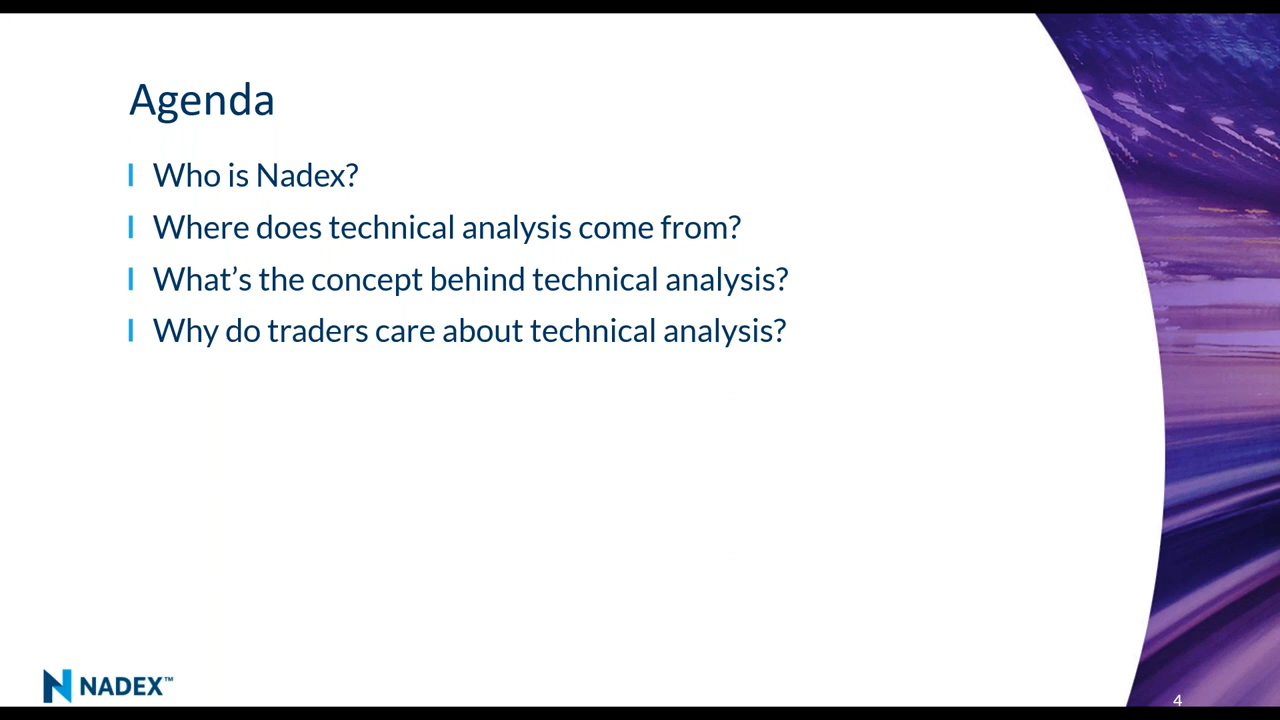 Agenda
Who is Nadex?
Where does technical analysis come from?
What’s the concept behind technical analysis?
Why do traders care about technical analysis?
NADEX™
4